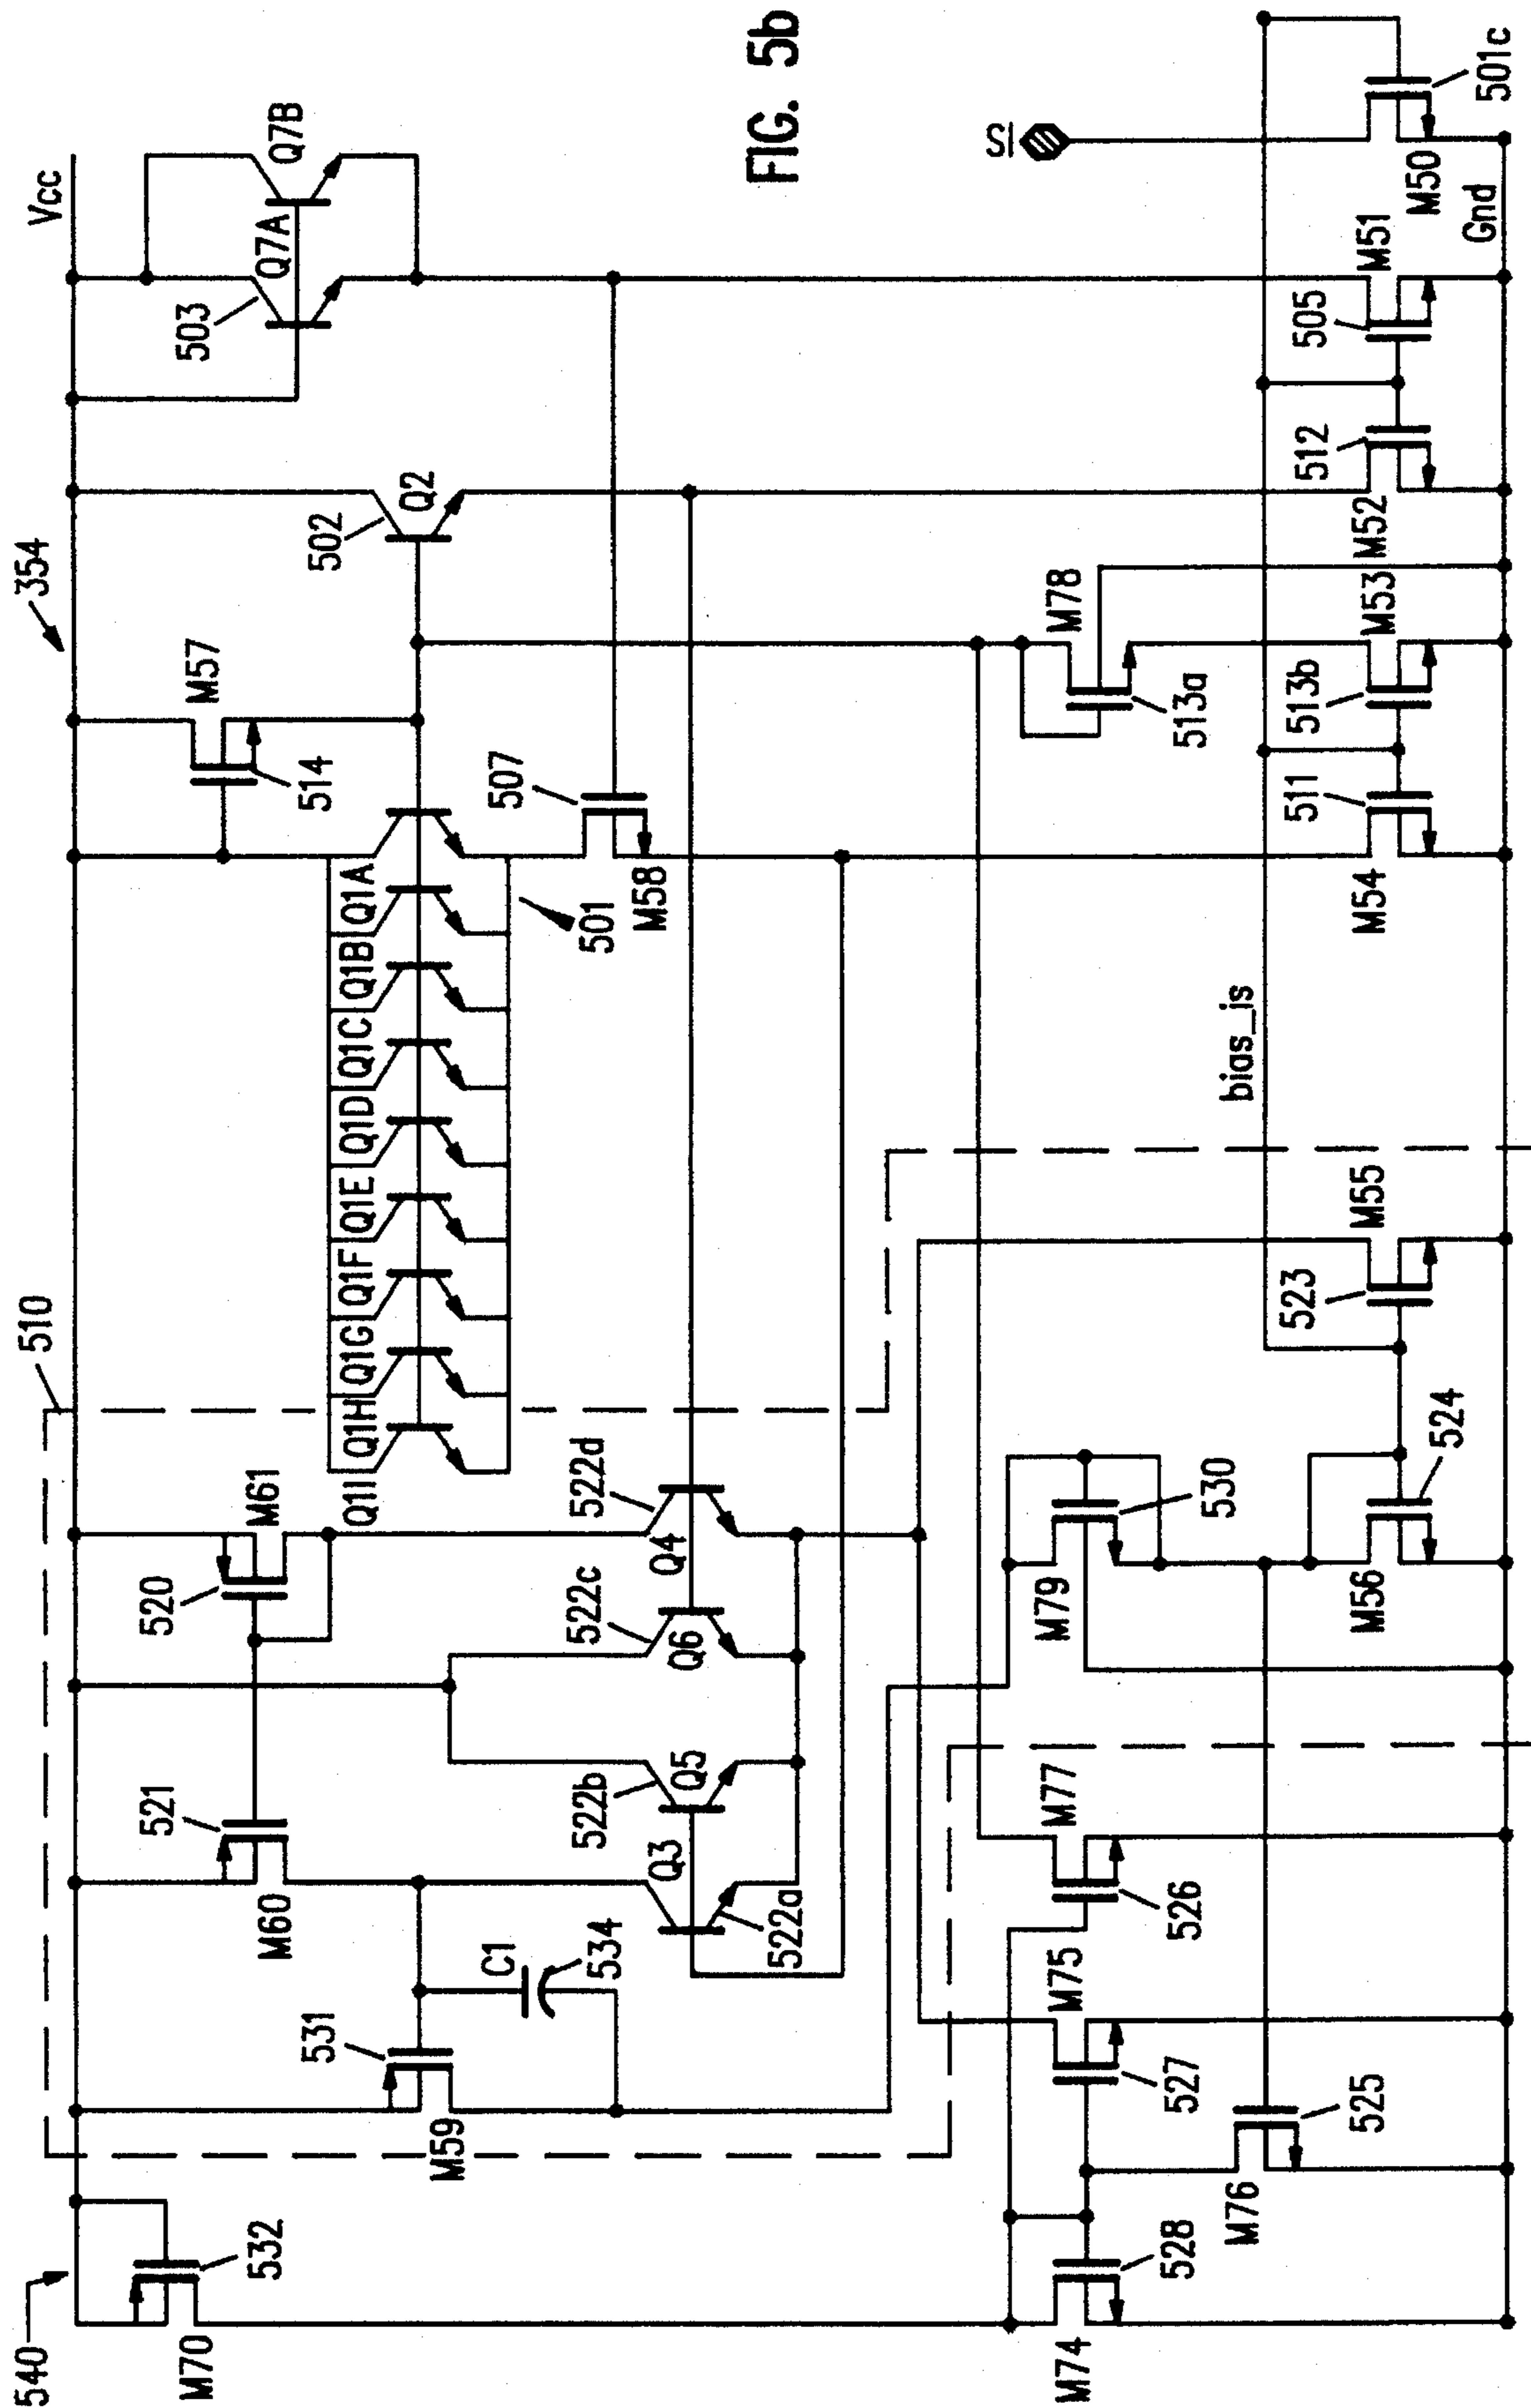 FIG. 5b
540
510
354
Vcc
M70
532
531
M59
C1
534
521
M60
520
M61
Q3
522a
522b
Q5
Q6
522c
Q4
522d
Q1I
Q1H
Q1G
Q1F
Q1E
Q1D
Q1C
Q1B
Q1A
501
M57
514
507
M58
502
Q2
503
Q7A
Q7B
M74
528
M76
525
M75
527
M77
526
M79
530
M56
524
M55
523
bias_is
M78
513a
M54
511
M53
513b
M52
512
M51
505
SI
M50
501c
Gnd